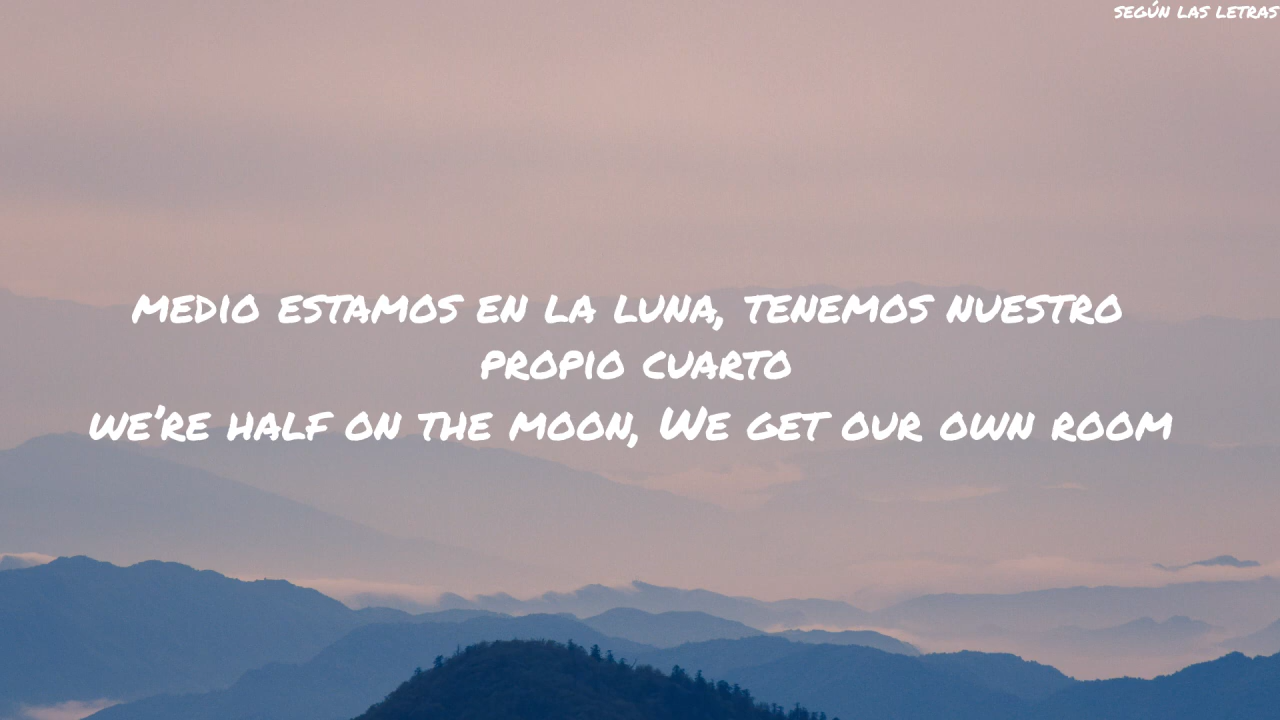 SEGÚN LAS LETRAS
MEDIO ESTAMOS EN LA LUNA, TENEMOS NUESTRO
PROPIO CUARTO
WE'RE HALF ON THE MOON, WE GET OUR OWN ROOM